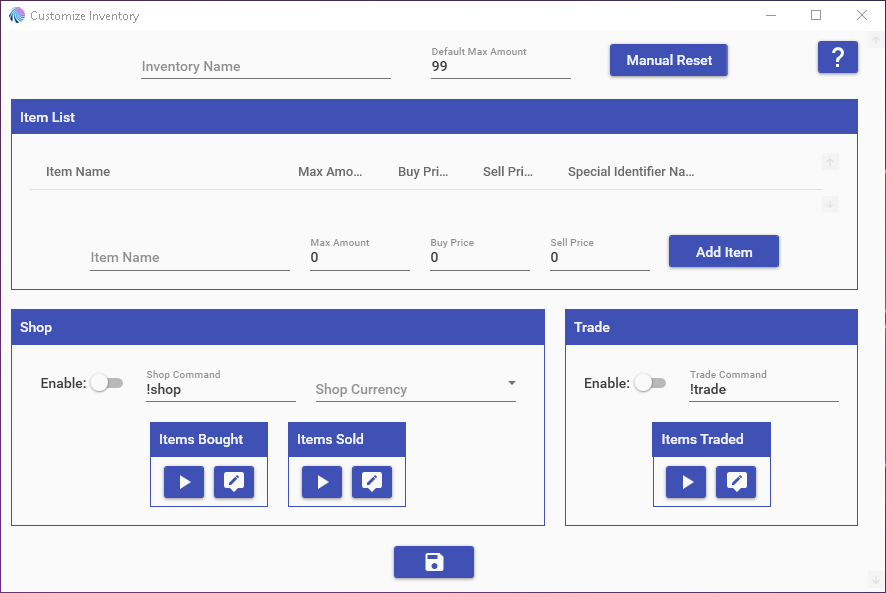 Customize Inventory
Inventory Name
Default Max Amount
99
Manual Reset
?
Item List
Item Name Max Amo... Buy Pri... Sell Pri... Special Identifier Na...
Item Name
Max Amount
0
Buy Price
0
Sell Price
0
Add Item
Shop
Enable:
Shop Command
!shop
Shop Currency
Items Bought
Items Sold
Trade
Enable:
Trade Command
!trade
Items Traded